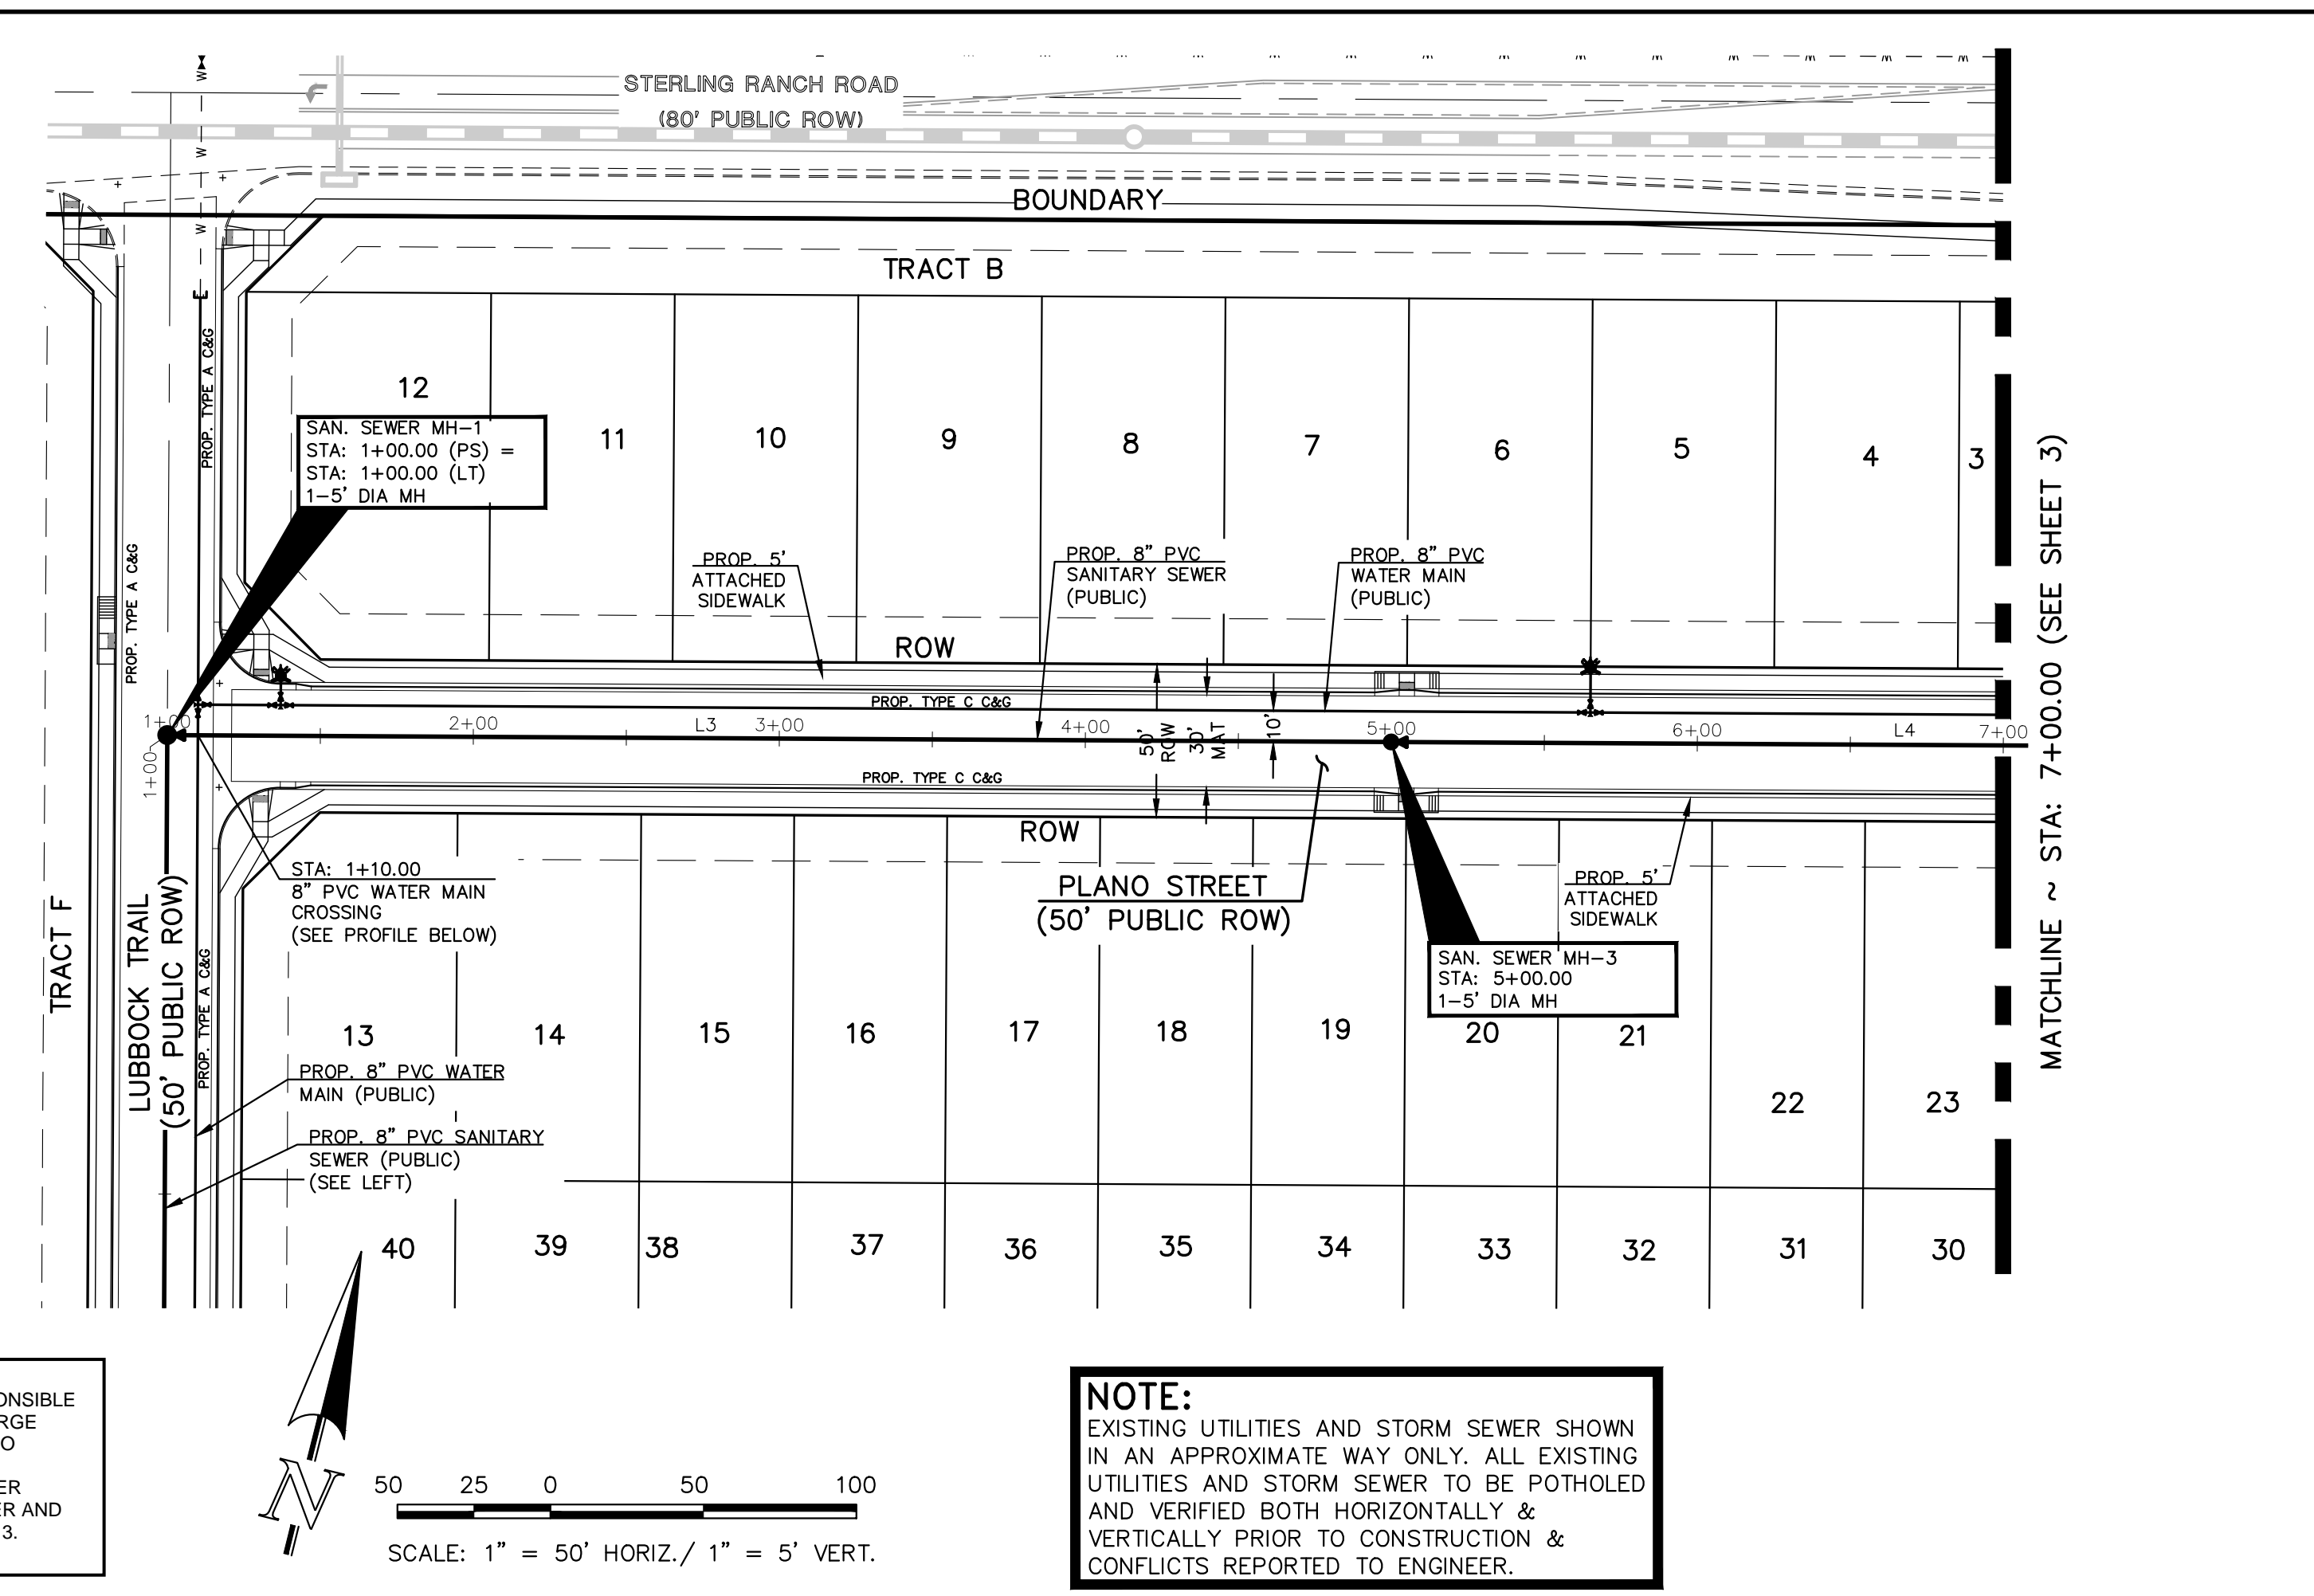 STERLING RANCH ROAD
(80' PUBLIC ROW)
W
W
W
W
BOUNDARY
TRACT B
E
12
11
10
9
8
7
6
5
4
3
PROP. TYPE A C&G
SAN. SEWER MH-1
STA: 1+00.00 (PS) =
STA: 1+00.00 (LT)
1-5' DIA MH
PROP. TYPE A C&G
PROP. 5'
ATTACHED
SIDEWALK
PROP. 8" PVC
SANITARY SEWER
(PUBLIC)
PROP. 8" PVC
WATER MAIN
(PUBLIC)
ROW
PROP. TYPE C C&G
1+00
2+00
L3
3+00
4+00
5+00
6+00
L4
7+00
1+00
50'
ROW
30'
MAT
10'
PROP. TYPE C C&G
ROW
MATCHLINE ~ STA: 7+00.00 (SEE SHEET 3)
STA: 1+10.00
8" PVC WATER MAIN
CROSSING
(SEE PROFILE BELOW)
PLANO STREET
(50' PUBLIC ROW)
PROP. 5'
ATTACHED
SIDEWALK
SAN. SEWER MH-3
STA: 5+00.00
1-5' DIA MH
TRACT F
LUBBOCK TRAIL
(50' PUBLIC ROW)
PROP. TYPE A C&G
13
14
15
16
17
18
19
20
21
22
23
PROP. 8" PVC WATER
MAIN (PUBLIC)
PROP. 8" PVC SANITARY
SEWER (PUBLIC)
(SEE LEFT)
40
39
38
37
36
35
34
33
32
31
30
ONSIBLE
RGE
O
ER
ER AND
3.
N
50 25 0 50 100
SCALE: 1" = 50' HORIZ./ 1" = 5' VERT.
NOTE:
EXISTING UTILITIES AND STORM SEWER SHOWN
IN AN APPROXIMATE WAY ONLY. ALL EXISTING
UTILITIES AND STORM SEWER TO BE POTHOLED
AND VERIFIED BOTH HORIZONTALLY &
VERTICALLY PRIOR TO CONSTRUCTION &
CONFLICTS REPORTED TO ENGINEER.